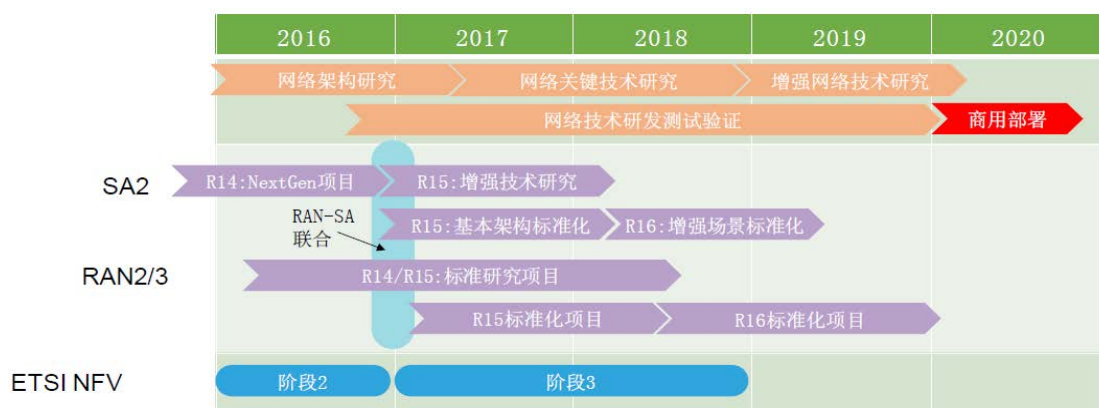 2016 2017 2018 2019 2020
网络架构研究 网络关键技术研究 增强网络技术研究
网络技术研发测试验证 商用部署
SA2 R14:NextGen项目 R15:增强技术研究
RAN-SA
联合
R15:基本架构标准化 R16:增强场景标准化
RAN2/3 R14/R15:标准研究项目
R15标准化项目 R16标准化项目
ETSI NFV 阶段2 阶段3